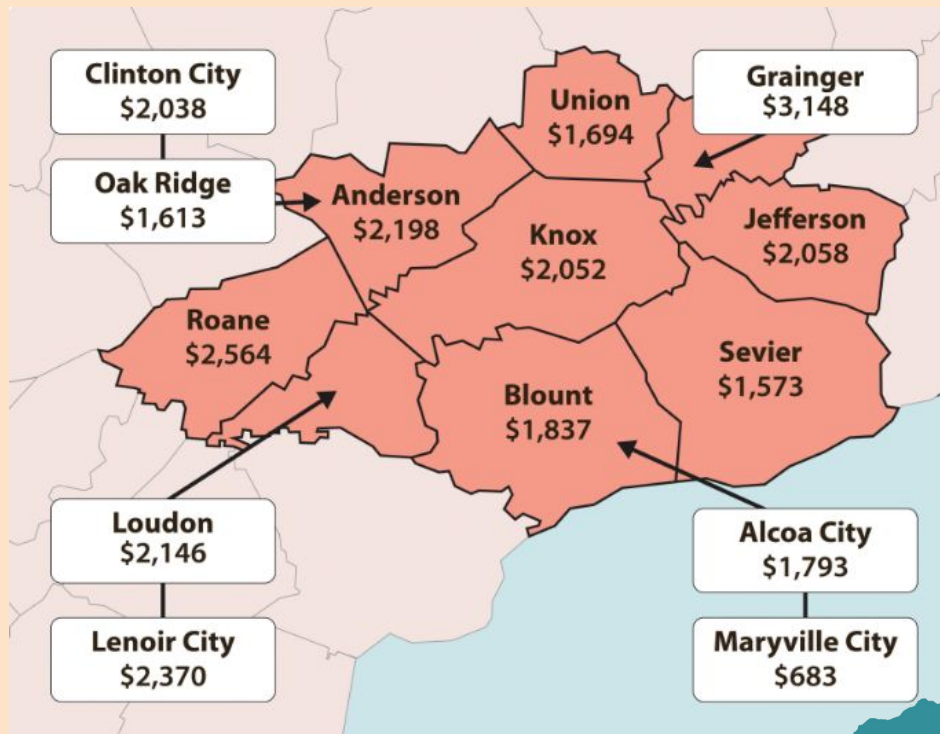 Clinton City
$2,038
Oak Ridge
$1,613
Union
$1,694
Grainger
$3,148
Anderson
$2,198
Knox
$2,052
Jefferson
$2,058
Roane
$2,564
Blount
$1,837
Sevier
$1,573
Loudon
$2,146
Lenoir City
$2,370
Alcoa City
$1,793
Maryville City
$683